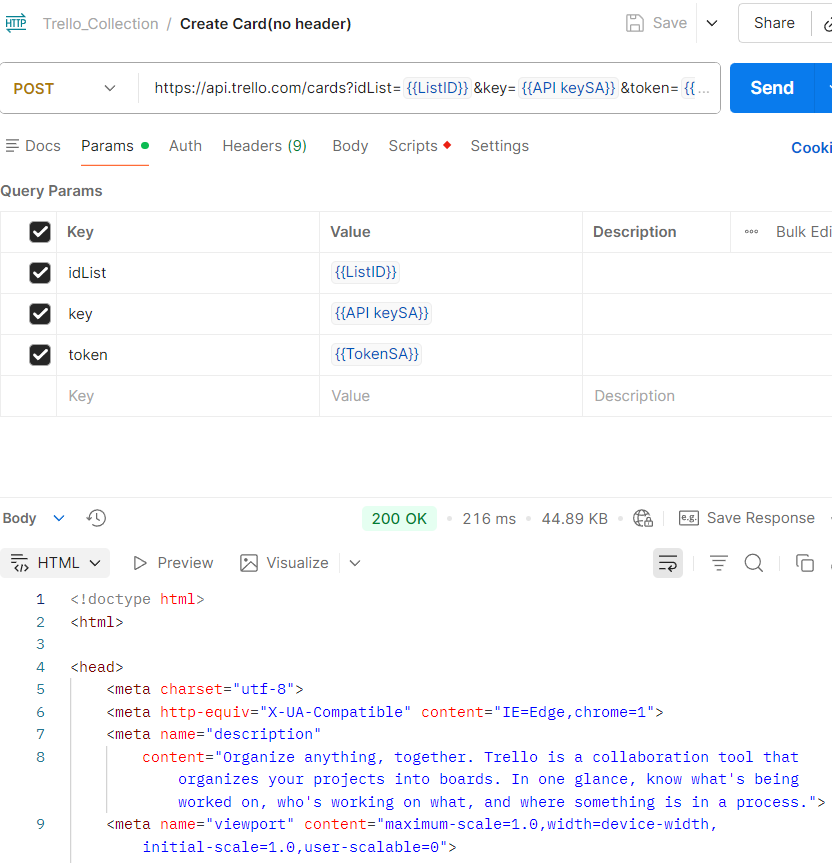 HTTP Trello_Collection / Create Card(no header) Save Share
POST https://api.trello.com/cards?idList= {{ListID}} &key= {{API keySA}} &token= {{ ... Send
Docs Params Auth Headers (9) Body Scripts Settings Cooki
Query Params
Key Value Description Bulk Edi
idList {{ListID}}
key {{API keySA}}
token {{TokenSA}}
Key Value Description
Body 200 OK 216 ms 44.89 KB e.g. Save Response
HTML Preview Visualize
1 <!doctype html>
2 <html>
3
4 <head>
5 <meta charset="utf-8">
6 <meta http-equiv="X-UA-Compatible" content="IE=Edge,chrome=1">
7 <meta name="description"
8 content="Organize anything, together. Trello is a collaboration tool that
organizes your projects into boards. In one glance, know what's being
worked on, who's working on what, and where something is in a process.">
9 <meta name="viewport" content="maximum-scale=1.0,width=device-width,
initial-scale=1.0,user-scalable=0">